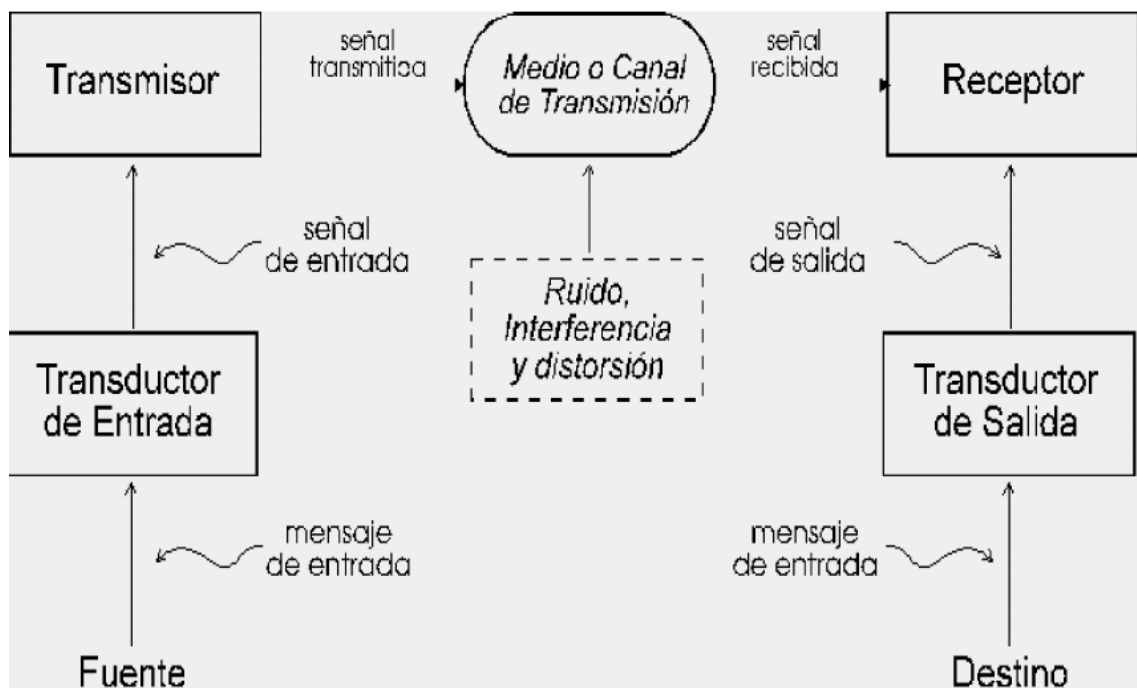 Transmisor
señal
transmitida
Medio o Canal
de Transmisión
señal
recibida
Receptor
señal
de entrada
Ruido,
Interferencia
y distorsión
señal
de salida
Transductor
de Entrada
Transductor
de Salida
mensaje
de entrada
mensaje
de entrada
Fuente
Destino